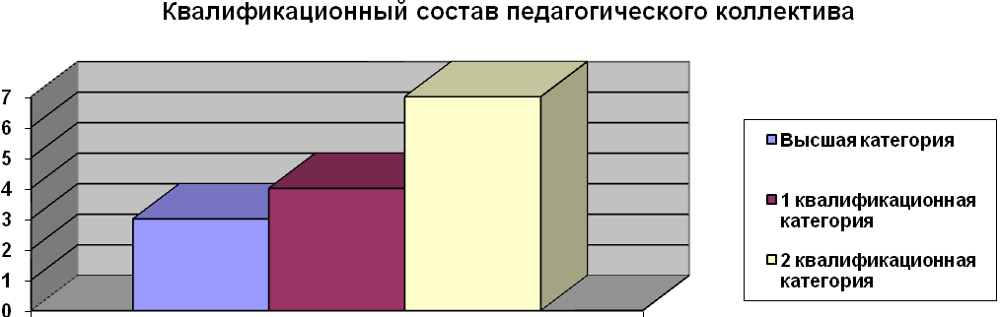 Квалификационный состав педагогического коллектива
7
6
5
4
3
2
1
0
Высшая категория
1 квалификационная
категория
2 квалификационная
категория